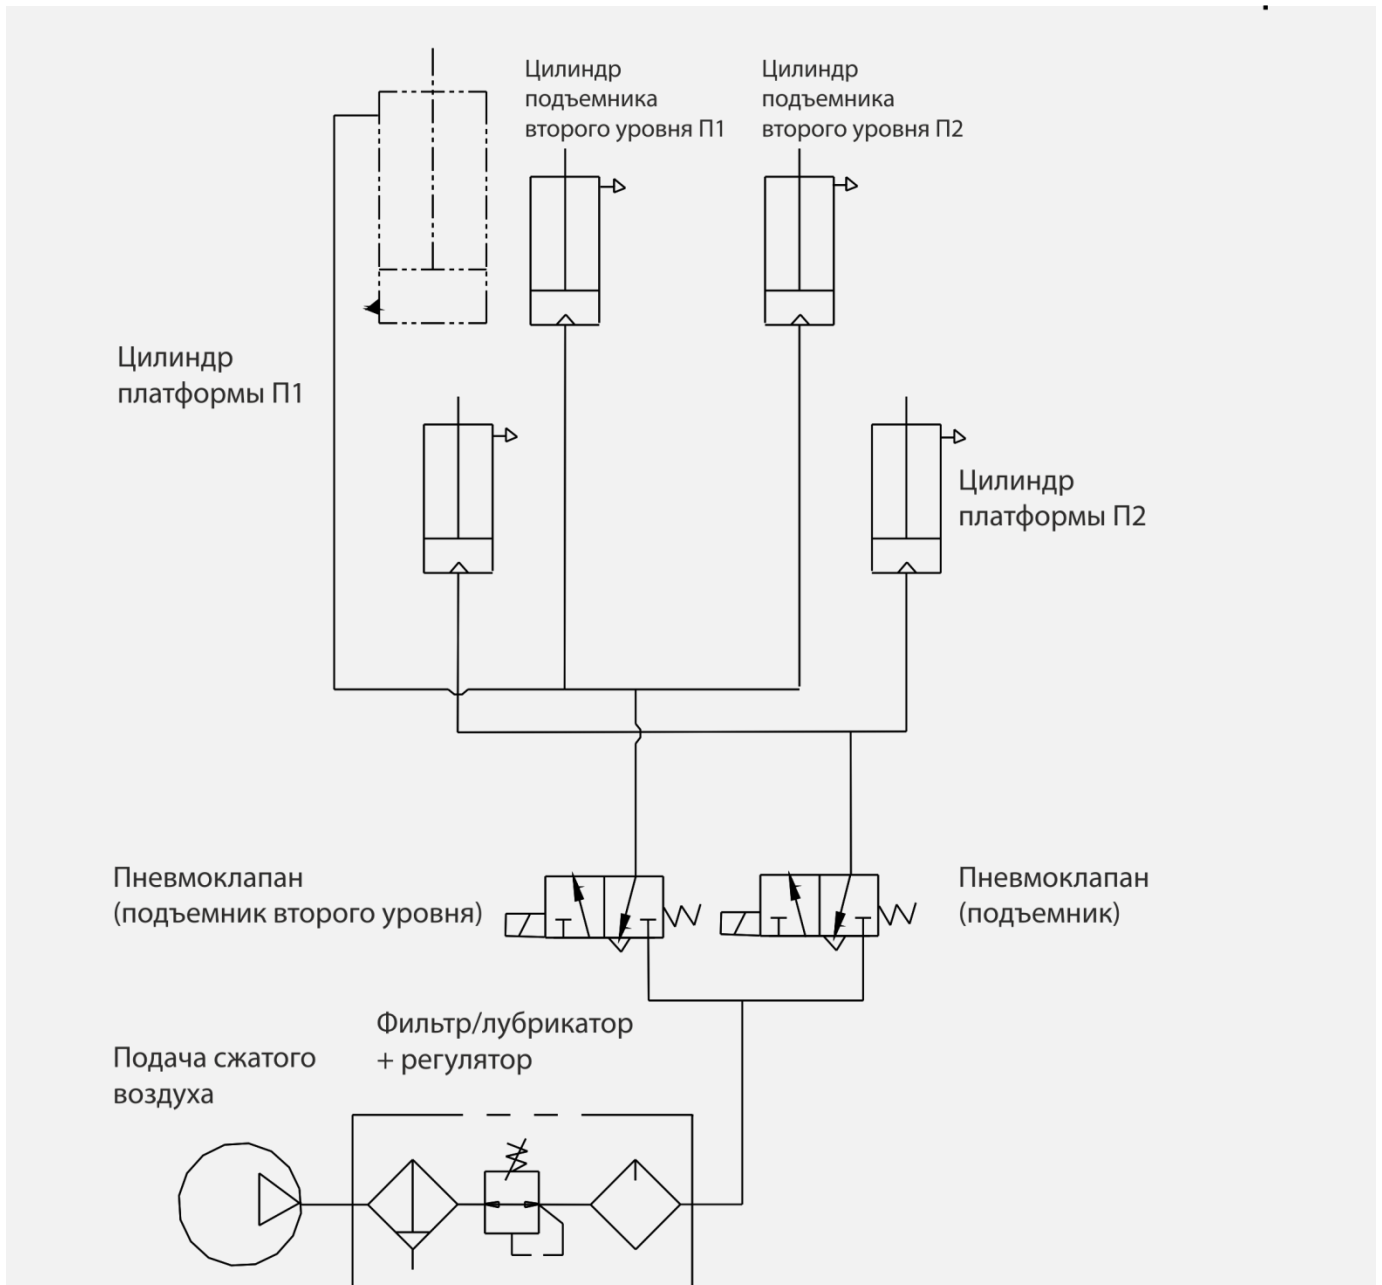 Цилиндр
подъемника
второго уровня П1
Цилиндр
подъемника
второго уровня П2
Цилиндр
платформы П1
Цилиндр
платформы П2
Пневмоклапан
(подъемник второго уровня)
Пневмоклапан
(подъемник)
Фильтр/лубрикатор
+ регулятор
Подача сжатого
воздуха